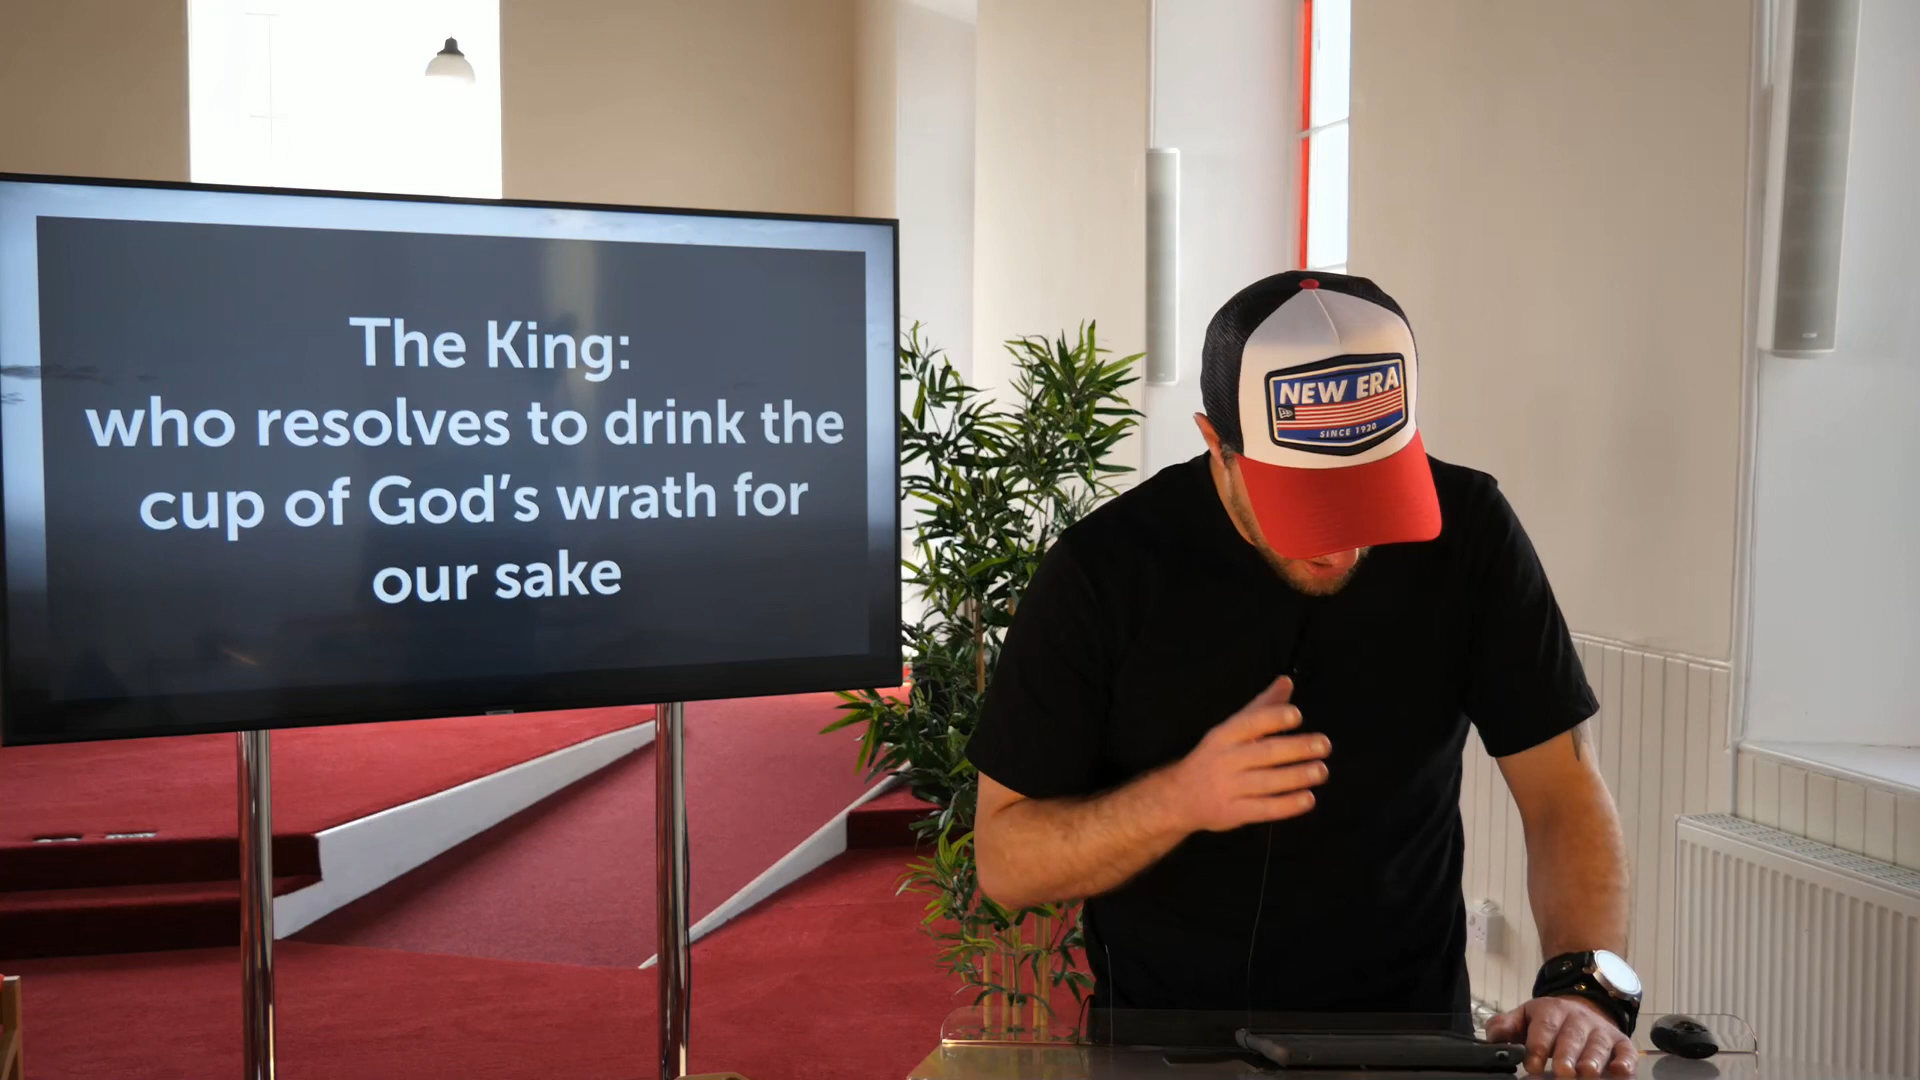 The King:
who resolves to drink the
cup of God's wrath for
our sake
NEW ERA
SINCE 1920